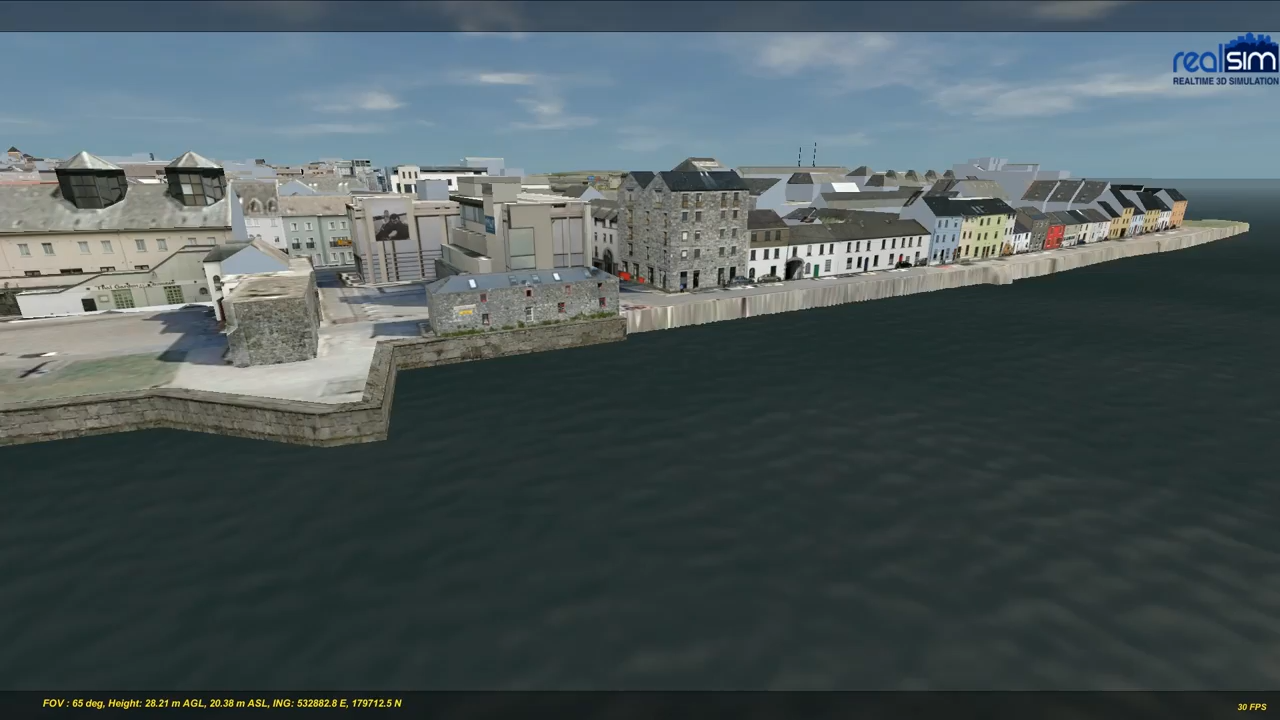 realsim
REALTIME 3D SIMULATION
FOV : 65 deg, Height: 28.21 m AGL, 20.38 m ASL, ING: 532882.8 E, 179712.5 N
30 FPS